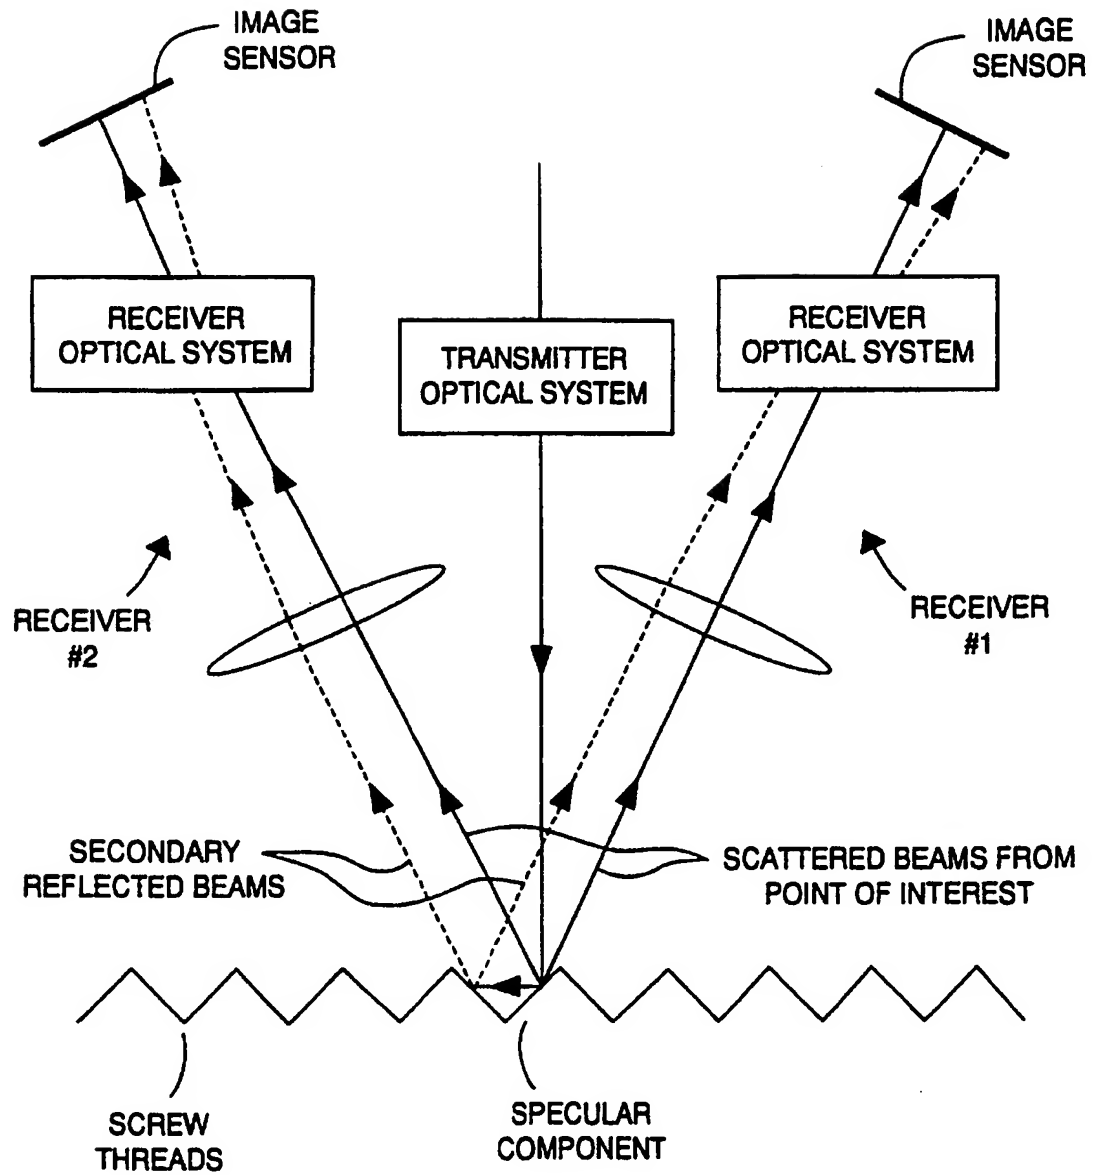 IMAGE
SENSOR
IMAGE
SENSOR
RECEIVER
OPTICAL SYSTEM
TRANSMITTER
OPTICAL SYSTEM
RECEIVER
OPTICAL SYSTEM
RECEIVER
#2
RECEIVER
#1
SECONDARY
REFLECTED BEAMS
SCATTERED BEAMS FROM
POINT OF INTEREST
SCREW
THREADS
SPECULAR
COMPONENT